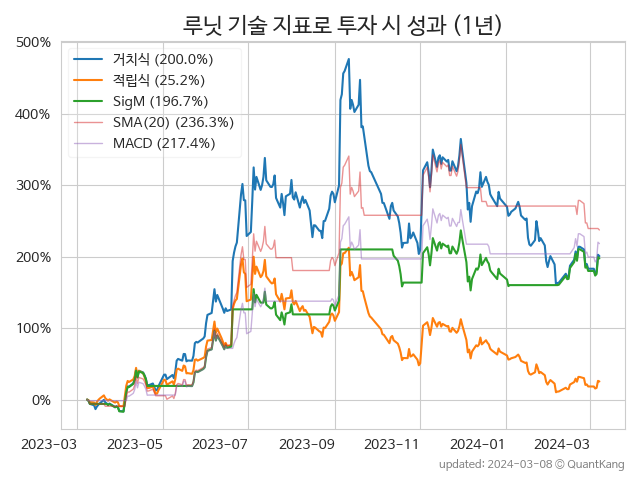 루닛 기술 지표로 투자 시 성과 (1년)
500%
400%
300%
200%
100%
0%
거치식 (200.0%)
적립식 (25.2%)
SigM (196.7%)
SMA(20) (236.3%)
MACD (217.4%)
2023-03 2023-05 2023-07 2023-09 2023-11 2024-01 2024-03
updated: 2024-03-08 ⓒ QuantKang